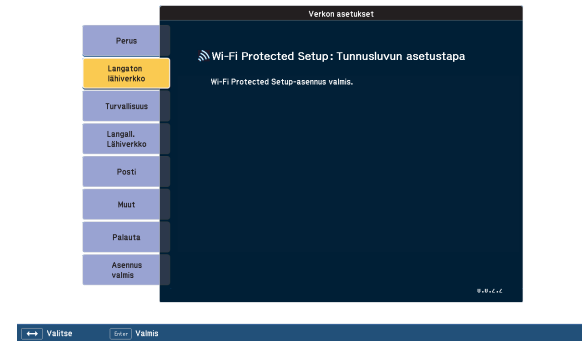 Verkon asetukset
Perus
Langaton
lähiverkko
Turvallisuus
Langall.
Lähiverkko
Posti
Muut
Palauta
Asennus
valmis
Wi-Fi Protected Setup: Tunnusluvun asetustapa
Wi-Fi Protected Setup-asennus valmis.
Valitse
Enter Valmis